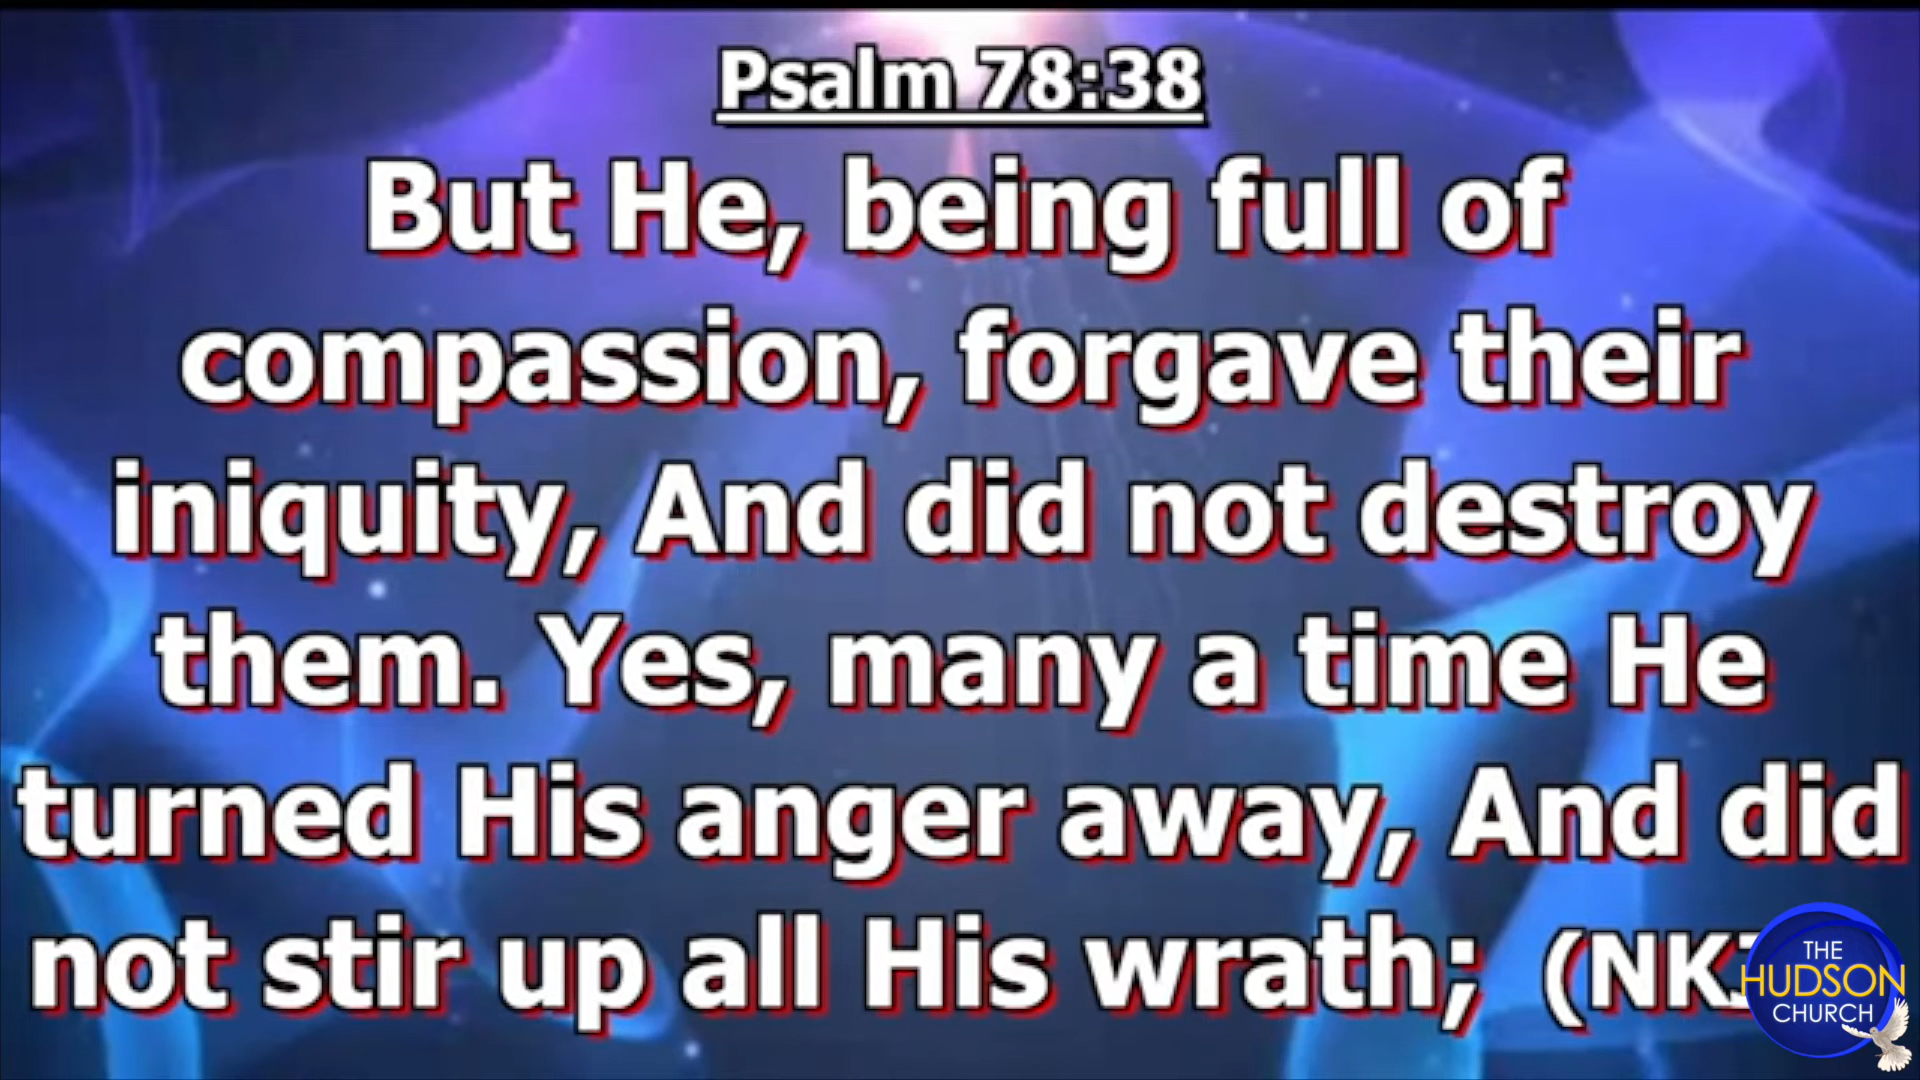 Psalm 78:38
But He, being full of
compassion, forgave their
iniquity, And did not destroy
them. Yes, many a time He
turned His anger away, And did
not stir up all His wrath; (NKJ
THE
HUDSON
CHURCH